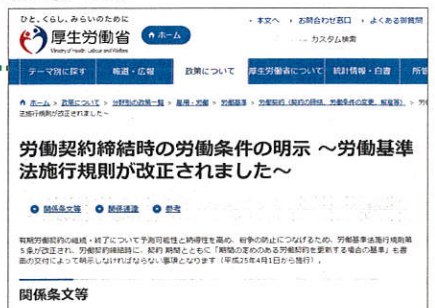 ひと、くらし、みらいのために
厚生労働省
Ministry of Health, Labour and Welfare
ホーム
本文へ
お問合わせ窓口
よくある御質問
カスタム検索
テーマ別に探す
報道・広報
政策について
厚生労働省について
統計情報・白書
所管
ホーム > 政策について > 分野別の政策一覧 > 雇用・労働 > 労働基準 > 労働契約（契約の締結、労働条件の変更、解雇等） > 労
法施行規則が改正されました～
労働契約締結時の労働条件の明示 ～労働基準
法施行規則が改正されました～
関係条文等
関係通達
参考
有期労働契約の継続・終了について予測可能性と納得性を高め、紛争の防止につなげるため、労働基準法施行規則第
5条が改正され、労働契約締結時に、契約期間とともに「期間の定めのある労働契約を更新する場合の基準」も書
面の交付によって明示しなければならない事項となります（平成25年4月1日から施行）。
関係条文等